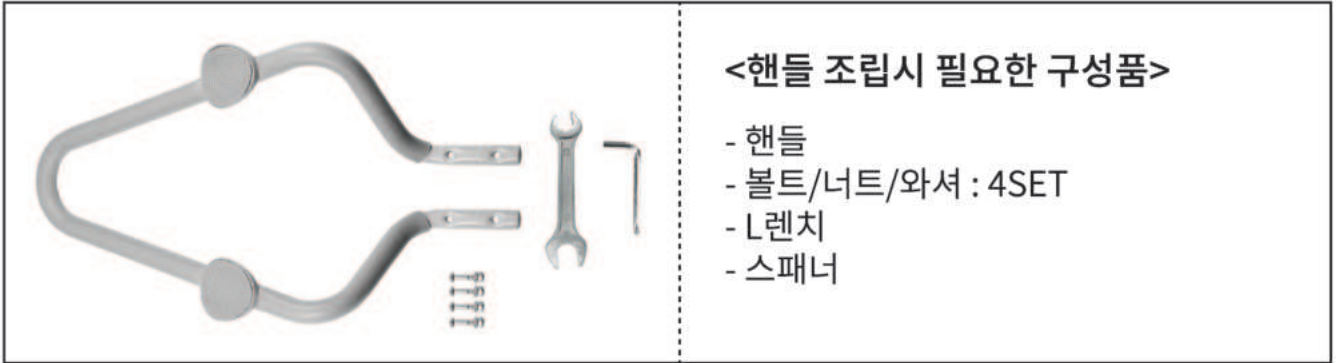 <핸들 조립시 필요한 구성품>
- 핸들
- 볼트/너트/와셔 : 4SET
- L렌치
- 스패너